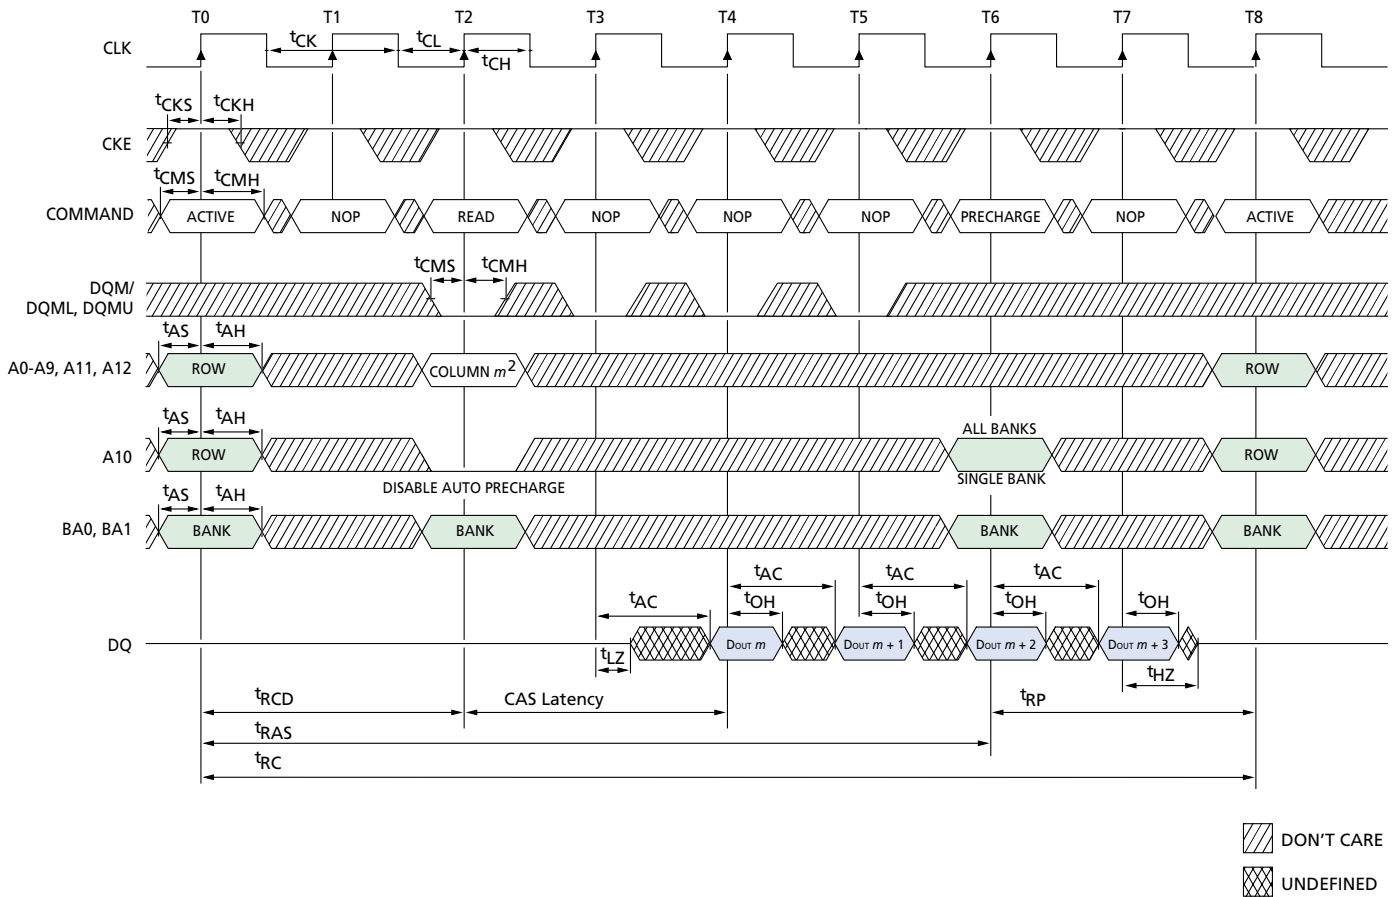 T0 T1 T2 T3 T4 T5 T6 T7 T8
CLK tCK tCL tCH
tCKS tCKH
CKE
tCMS tCMH
COMMAND ACTIVE NOP READ NOP NOP NOP PRECHARGE NOP ACTIVE
tCMS tCMH
DQM/
DQML, DQMU
tAS tAH
A0-A9, A11, A12 ROW COLUMN m2 ROW
tAS tAH ALL BANKS
A10 ROW ROW
DISABLE AUTO PRECHARGE SINGLE BANK
tAS tAH
BA0, BA1 BANK BANK BANK BANK
tAC tAC tAC
tAC tOH tOH tOH tOH
DQ DOUT m DOUT m + 1 DOUT m + 2 DOUT m + 3
tLZ tHZ
tRCD CAS Latency tRP
tRAS
tRC
DON'T CARE
UNDEFINED